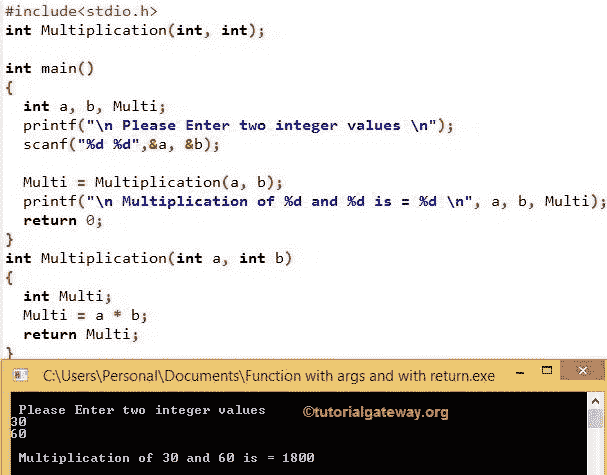 #include<stdio.h>
int Multiplication(int, int);
int main()
{
int a, b, Multi;
printf("\n Please Enter two integer values \n");
scanf("%d %d",&a, &b);
Multi = Multiplication(a, b);
printf("\n Multiplication of %d and %d is = %d \n", a, b, Multi);
return 0;
}
int Multiplication(int a, int b)
{
int Multi;
Multi = a * b;
return Multi;
}
C:\Users\Personal\Documents\Function with args and with return.exe
Please Enter two integer values ©tutorialgateway.org
30
60
Multiplication of 30 and 60 is = 1800